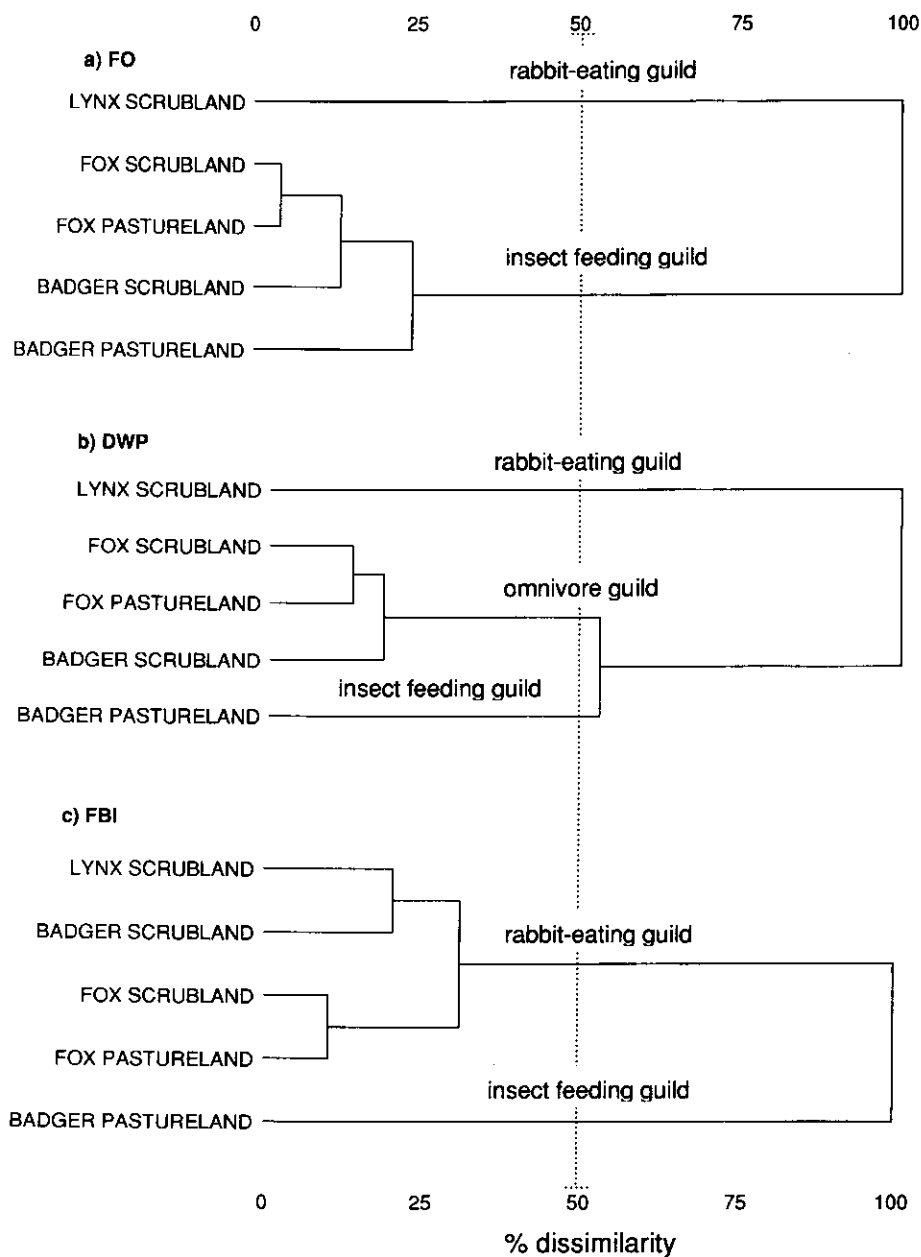 0 25 50 75 100
a) FO
rabbit-eating guild
LYNX SCRUBLAND
FOX SCRUBLAND
FOX PASTURELAND
insect feeding guild
BADGER SCRUBLAND
BADGER PASTURELAND
b) DWP
rabbit-eating guild
LYNX SCRUBLAND
FOX SCRUBLAND
omnivore guild
FOX PASTURELAND
BADGER SCRUBLAND
insect feeding guild
BADGER PASTURELAND
c) FBI
LYNX SCRUBLAND
BADGER SCRUBLAND
rabbit-eating guild
FOX SCRUBLAND
FOX PASTURELAND
insect feeding guild
BADGER PASTURELAND
0 25 50 75 100
% dissimilarity